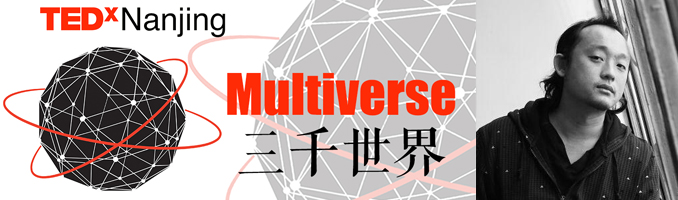 TEDxNanjing
Multiverse
三千世界